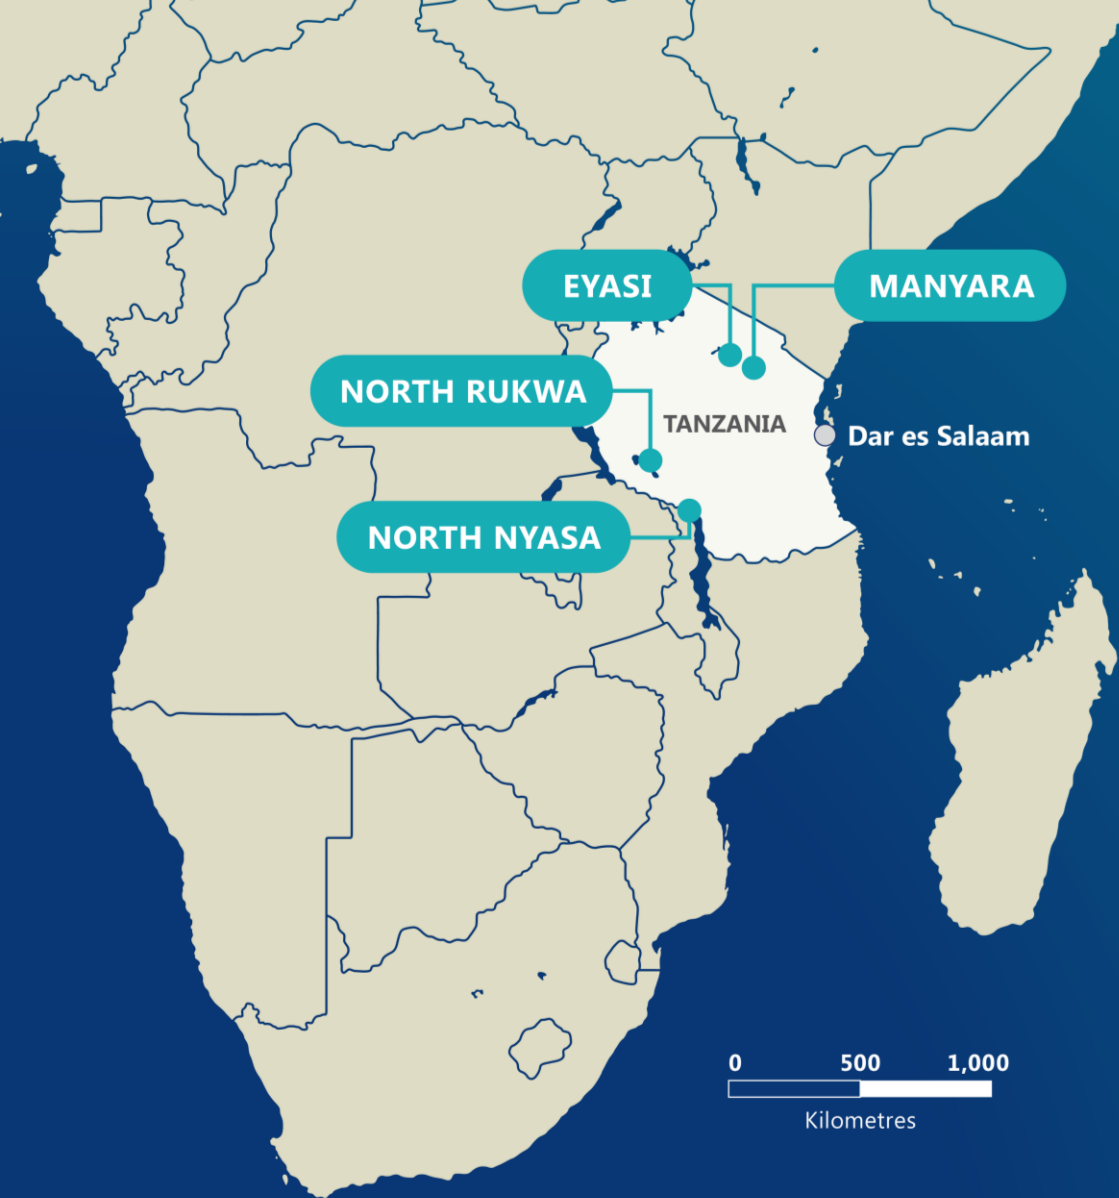 EYASI
MANYARA
NORTH RUKWA
TANZANIA
Dar es Salaam
NORTH NYASA
0 500 1,000
Kilometres